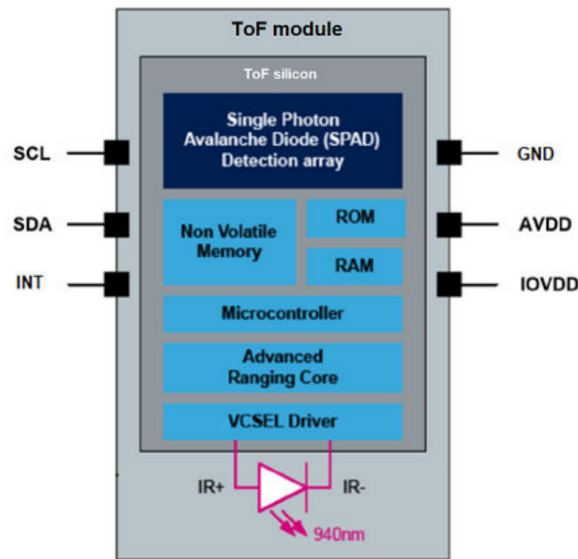 ToF module
ToF silicon
Single Photon
Avalanche Diode (SPAD)
Detection array
SCL
GND
SDA
Non Volatile
Memory
ROM
AVDD
INT
RAM
IOVDD
Microcontroller
Advanced
Ranging Core
VCSEL Driver
IR+
IR-
940nm